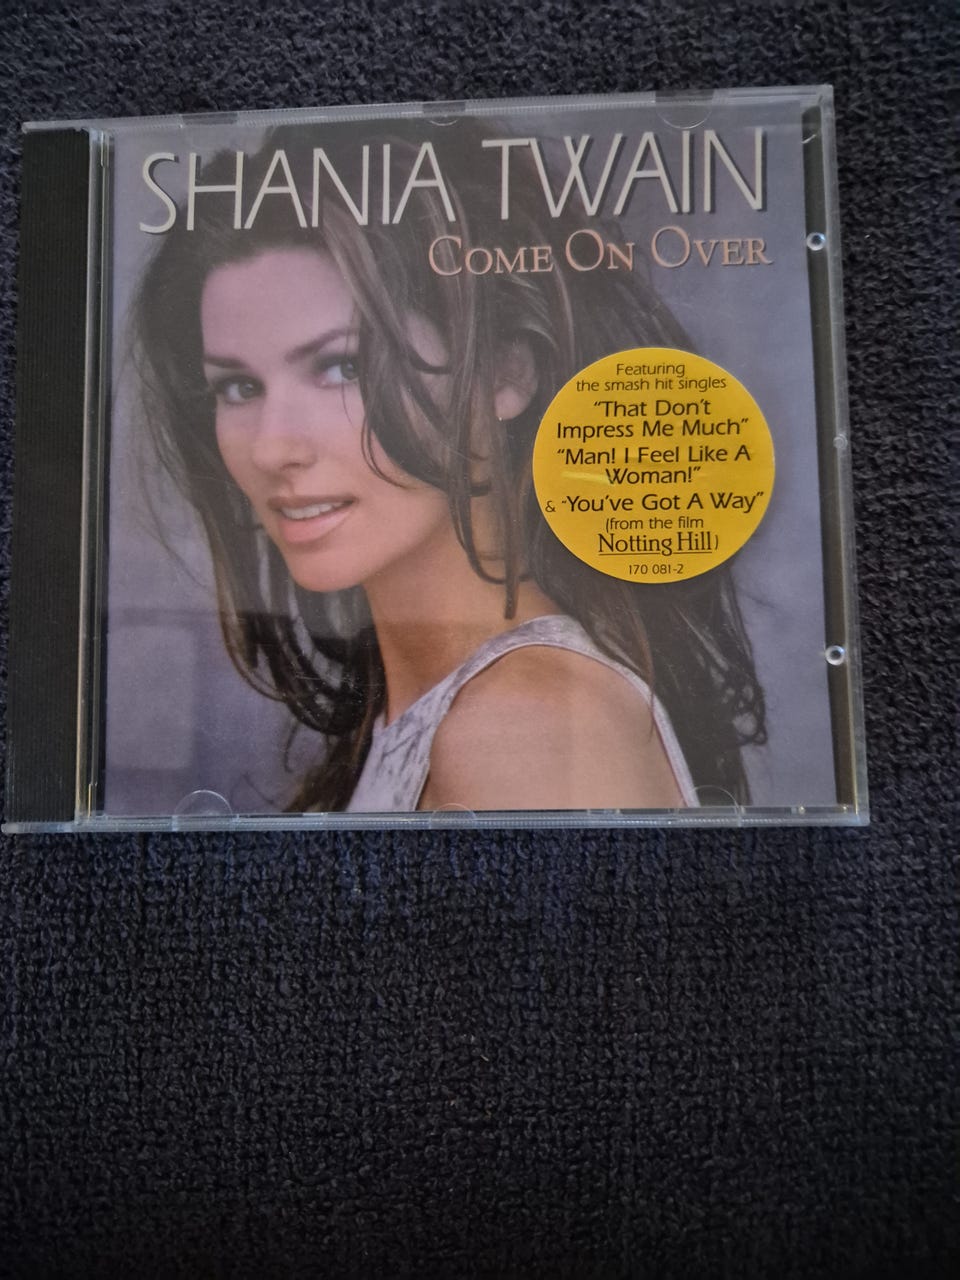 SHANIA TWAIN
COME ON OVER
Featuring
the smash hit singles
"That Don't
Impress Me Much"
"Man! I Feel Like A
Woman!"
& "You've Got A Way"
(from the film
Notting Hill)
170 081-2